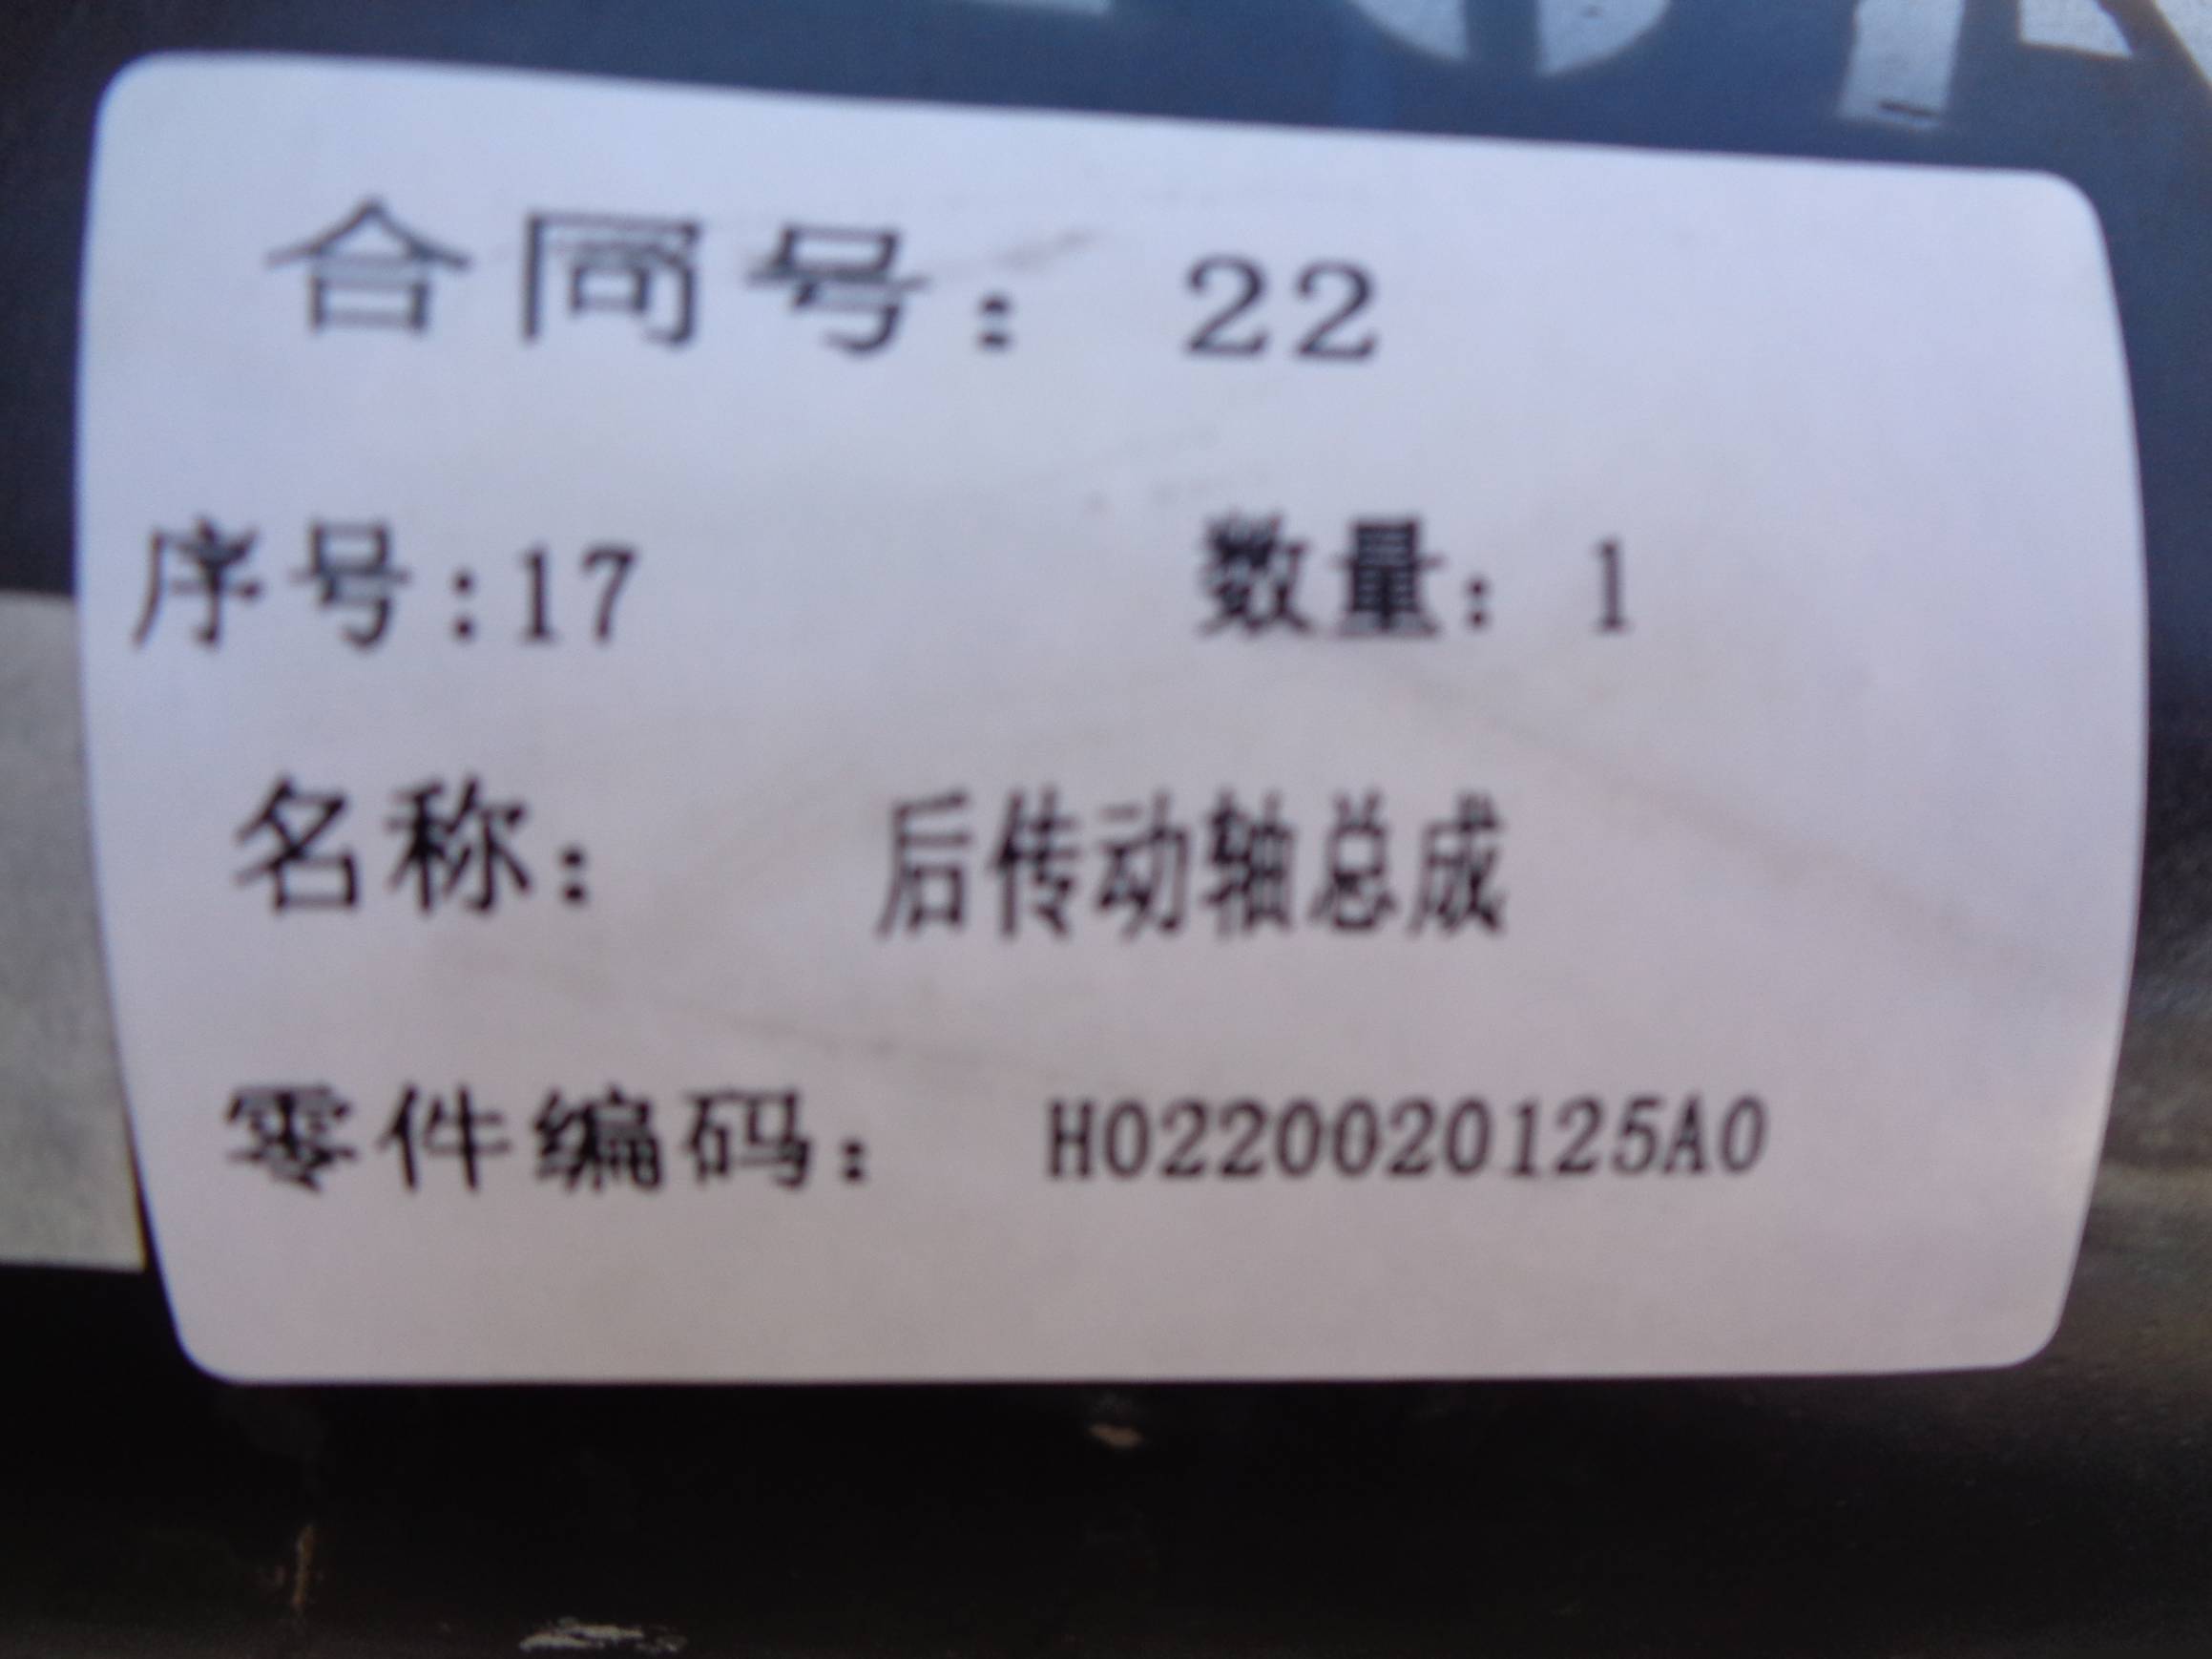 合同号： 22
序号:17 数量： 1
名称： 后传动轴总成
零件编码： H0220020125A0